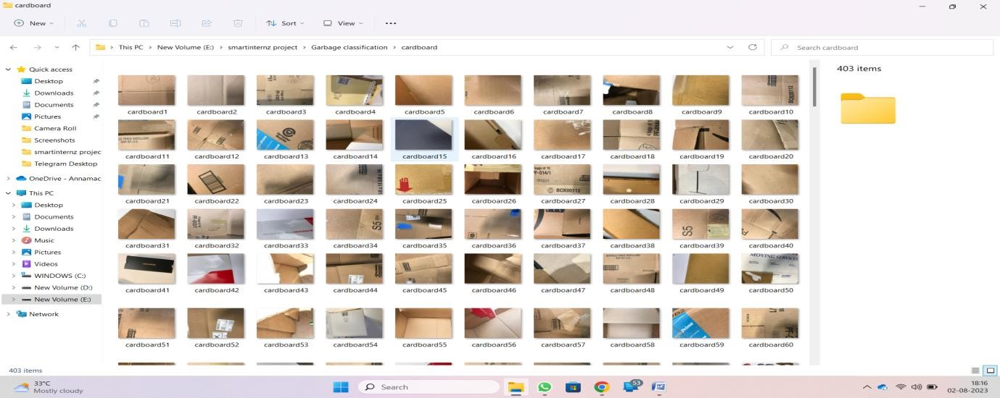 cardboard
New
Sort
View
This PC > New Volume (E:) > smartinternz project > Garbage classification > cardboard
Search cardboard
Quick access
Desktop
Downloads
Documents
Pictures
Camera Roll
Screenshots
smartinternz projec
Telegram Desktop
OneDrive - Annamac
This PC
Desktop
Documents
Downloads
Music
Pictures
Videos
WINDOWS (C:)
New Volume (D:)
New Volume (E:)
Network
cardboard1 cardboard2 cardboard3 cardboard4 cardboard5 cardboard6 cardboard7 cardboard8 cardboard9 cardboard10
cardboard11 cardboard12 cardboard13 cardboard14 cardboard15 cardboard16 cardboard17 cardboard18 cardboard19 cardboard20
cardboard21 cardboard22 cardboard23 cardboard24 cardboard25 cardboard26 cardboard27 cardboard28 cardboard29 cardboard30
cardboard31 cardboard32 cardboard33 cardboard34 cardboard35 cardboard36 cardboard37 cardboard38 cardboard39 cardboard40
cardboard41 cardboard42 cardboard43 cardboard44 cardboard45 cardboard46 cardboard47 cardboard48 cardboard49 cardboard50
cardboard51 cardboard52 cardboard53 cardboard54 cardboard55 cardboard56 cardboard57 cardboard58 cardboard59 cardboard60
BOX00112
S5
S5
MOVING SERVICES
403 items
403 items
33°C
Mostly cloudy
Search
53
18:16
02-08-2023